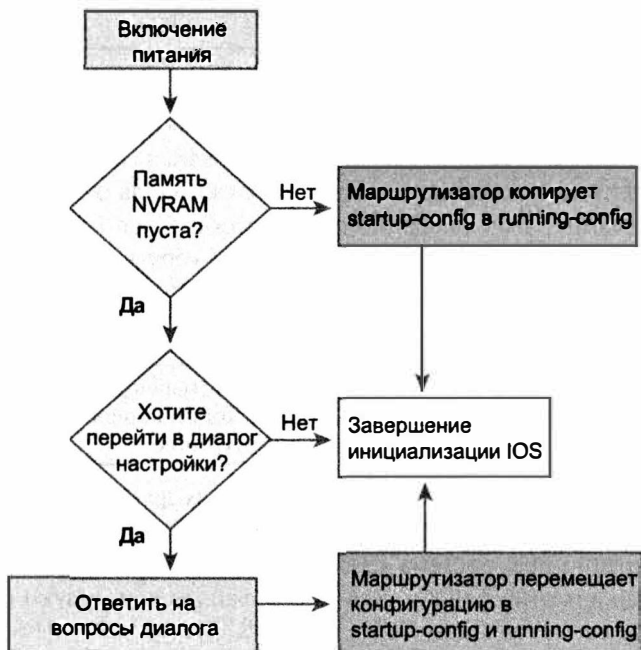 Включение
питания
Память
NVRAM
пуста?
Нет
Маршрутизатор копирует
startup-config в running-config
Да
Хотите
перейти в диалог
настройки?
Нет
Завершение
инициализации IOS
Да
Ответить на
вопросы диалога
Маршрутизатор перемещает
конфигурацию в
startup-config и running-config